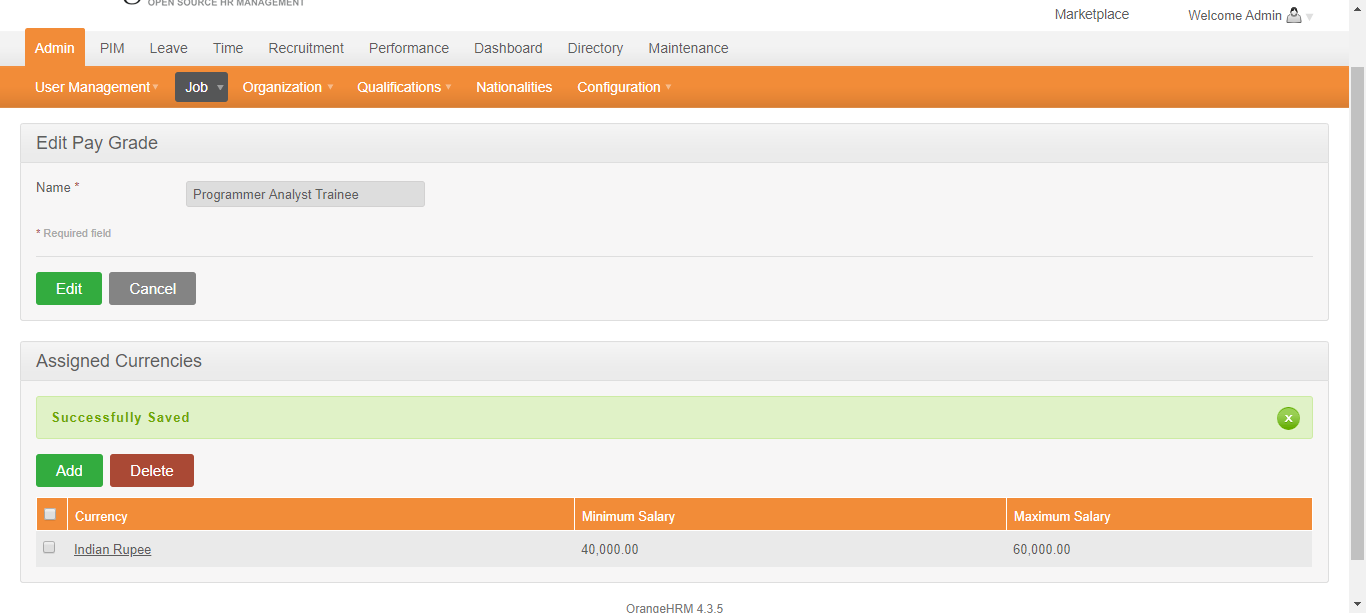 OPEN SOURCE HR MANAGEMENT
Marketplace Welcome Admin
Admin PIM Leave Time Recruitment Performance Dashboard Directory Maintenance
User Management Job Organization Qualifications Nationalities Configuration
Edit Pay Grade
Name * Programmer Analyst Trainee
* Required field
Edit Cancel
Assigned Currencies
Successfully Saved x
Add Delete
Currency Minimum Salary Maximum Salary
Indian Rupee 40,000.00 60,000.00
OrangeHRM 4.3.5